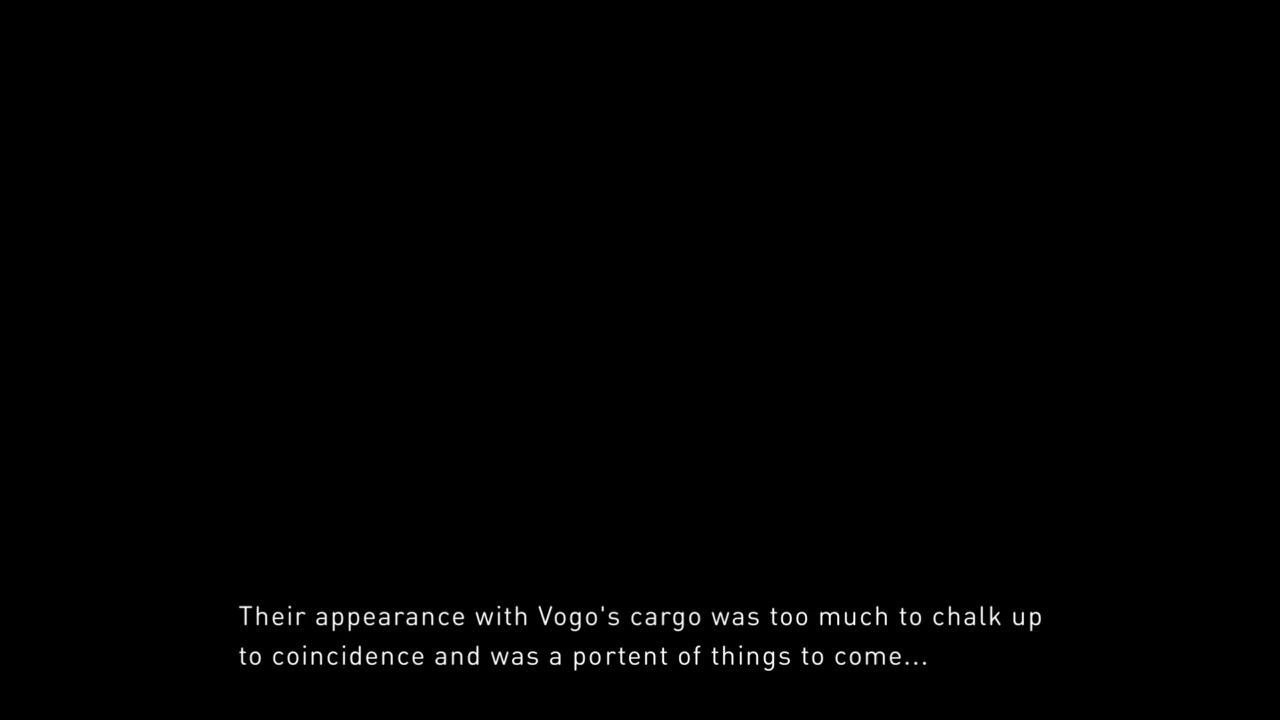 Their appearance with Vogo's cargo was too much to chalk up
to coincidence and was a portent of things to come...